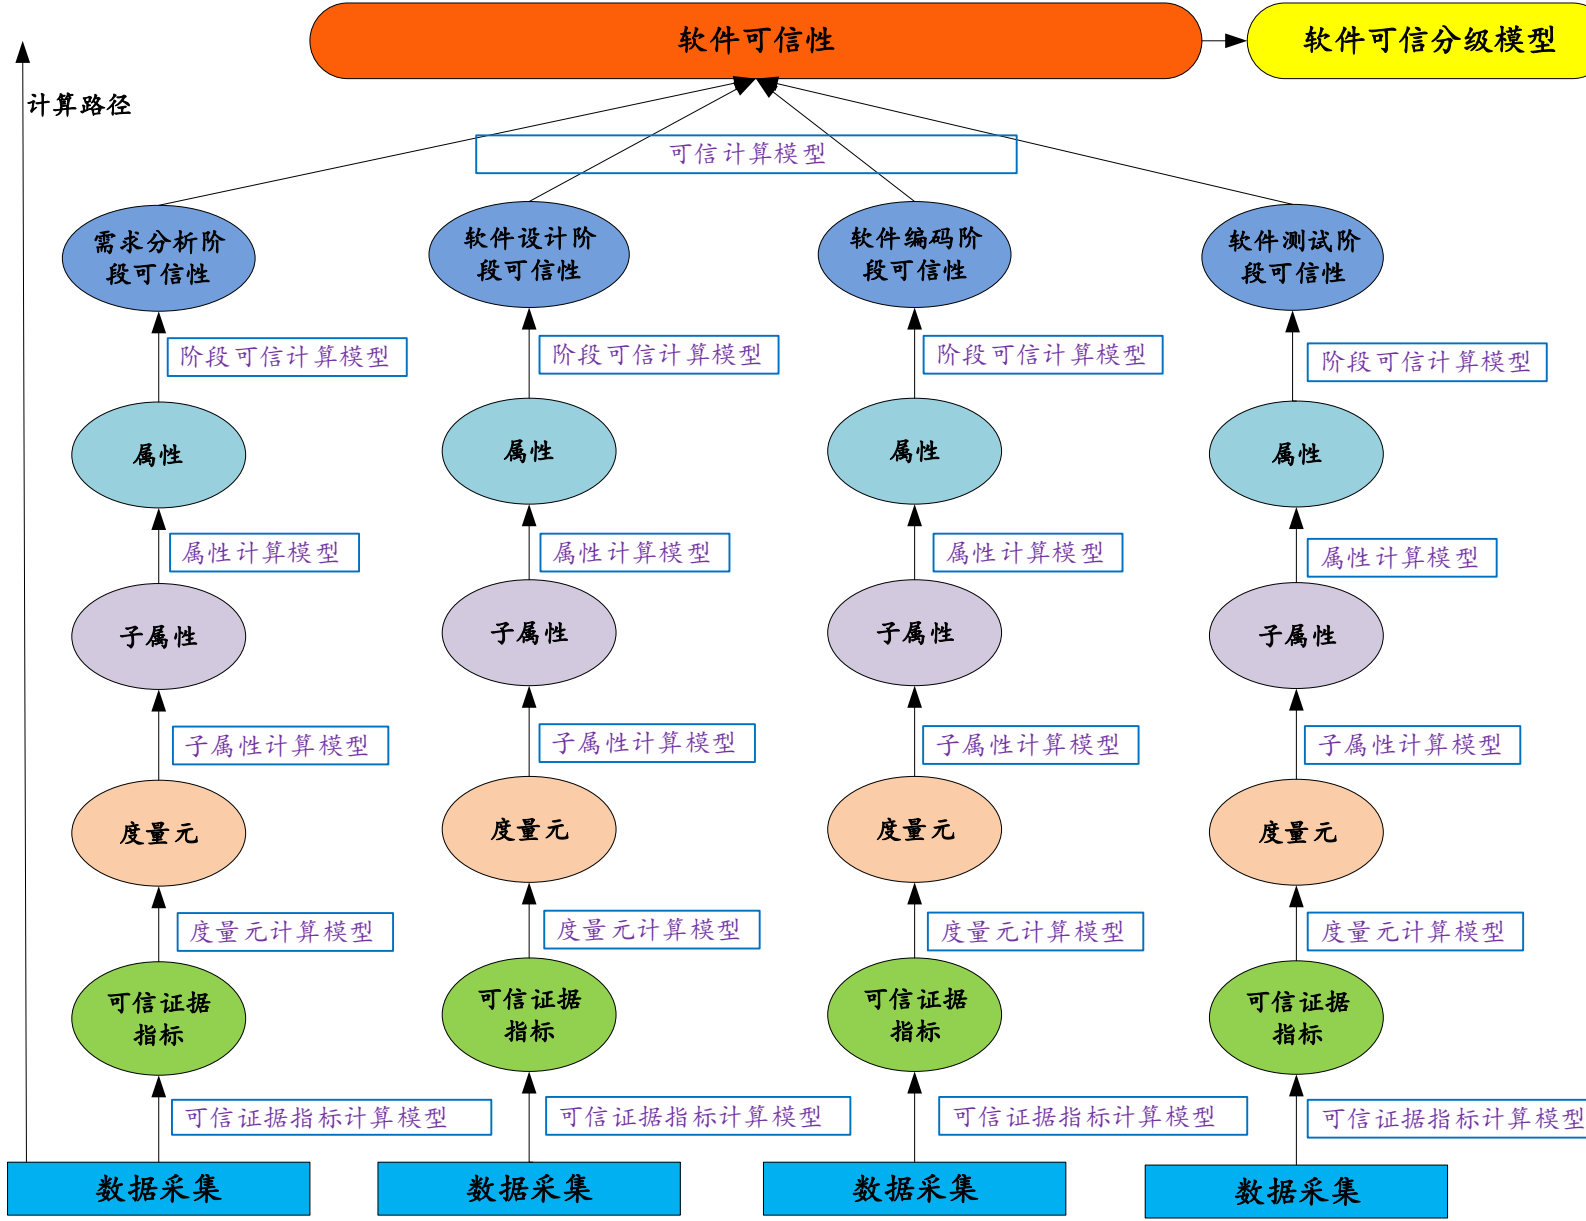 软件可信性
软件可信分级模型
计算路径
可信计算模型
需求分析阶
段可信性
软件设计阶
段可信性
软件编码阶
段可信性
软件测试阶
段可信性
阶段可信计算模型
阶段可信计算模型
阶段可信计算模型
阶段可信计算模型
属性
属性
属性
属性
属性计算模型
属性计算模型
属性计算模型
属性计算模型
子属性
子属性
子属性
子属性
子属性计算模型
子属性计算模型
子属性计算模型
子属性计算模型
度量元
度量元
度量元
度量元
度量元计算模型
度量元计算模型
度量元计算模型
度量元计算模型
可信证据
指标
可信证据
指标
可信证据
指标
可信证据
指标
可信证据指标计算模型
可信证据指标计算模型
可信证据指标计算模型
可信证据指标计算模型
数据采集
数据采集
数据采集
数据采集